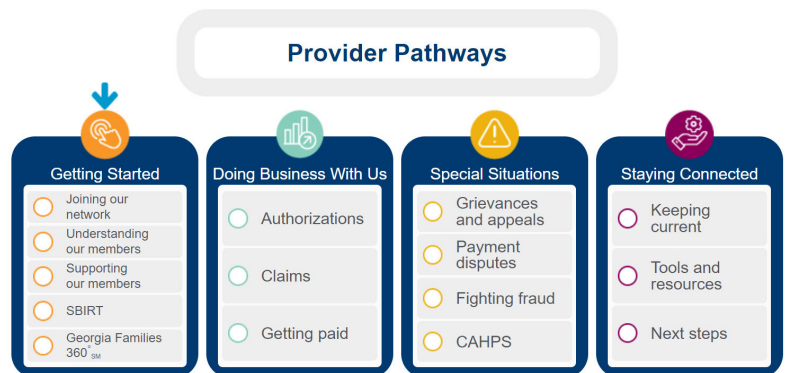 Provider Pathways
Getting Started
Joining our
network
Understanding
our members
Supporting
our members
SBIRT
Georgia Families
360°SM
Doing Business With Us
Authorizations
Claims
Getting paid
Special Situations
Grievances
and appeals
Payment
disputes
Fighting fraud
CAHPS
Staying Connected
Keeping
current
Tools and
resources
Next steps